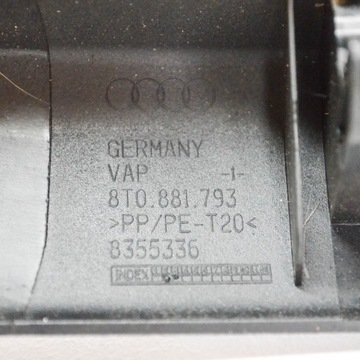 GERMANY
VAP -1-
8T0.881.793
>PP/PE-T20<
8355336
INDEX